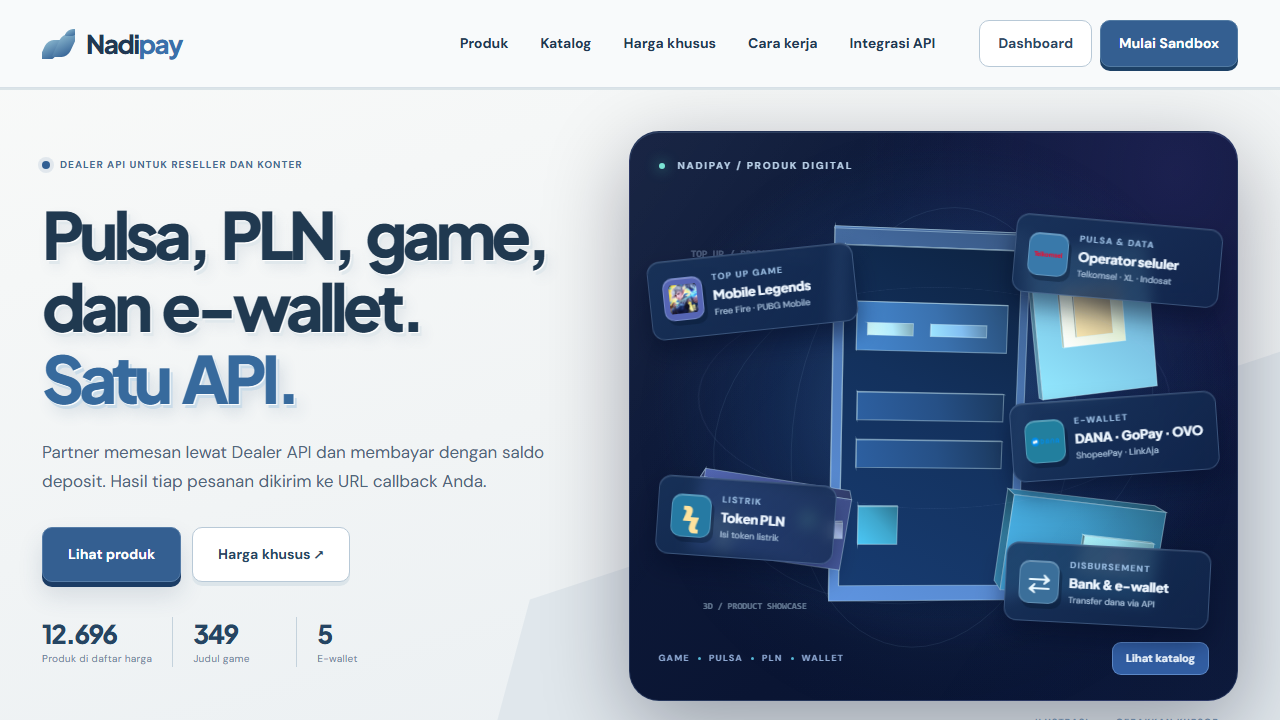 Nadipay
Produk
Katalog
Harga khusus
Cara kerja
Integrasi API
Dashboard
Mulai Sandbox
DEALER API UNTUK RESELLER DAN KONTER
Pulsa, PLN, game,
dan e-wallet.
Satu API.
Partner memesan lewat Dealer API dan membayar dengan saldo
deposit. Hasil tiap pesanan dikirim ke URL callback Anda.
Lihat produk
Harga khusus ↗
12.696
Produk di daftar harga
349
Judul game
5
E-wallet
NADIPAY / PRODUK DIGITAL
TOP UP /
TOP UP GAME
Mobile Legends
Free Fire · PUBG Mobile
PULSA & DATA
Operator seluler
Telkomsel · XL · Indosat
E-WALLET
DANA · GoPay · OVO
ShopeePay · LinkAja
LISTRIK
Token PLN
Isi token listrik
DISBURSEMENT
Bank & e-wallet
Transfer dana via API
3D / PRODUCT SHOWCASE
GAME • PULSA • PLN • WALLET
Lihat katalog